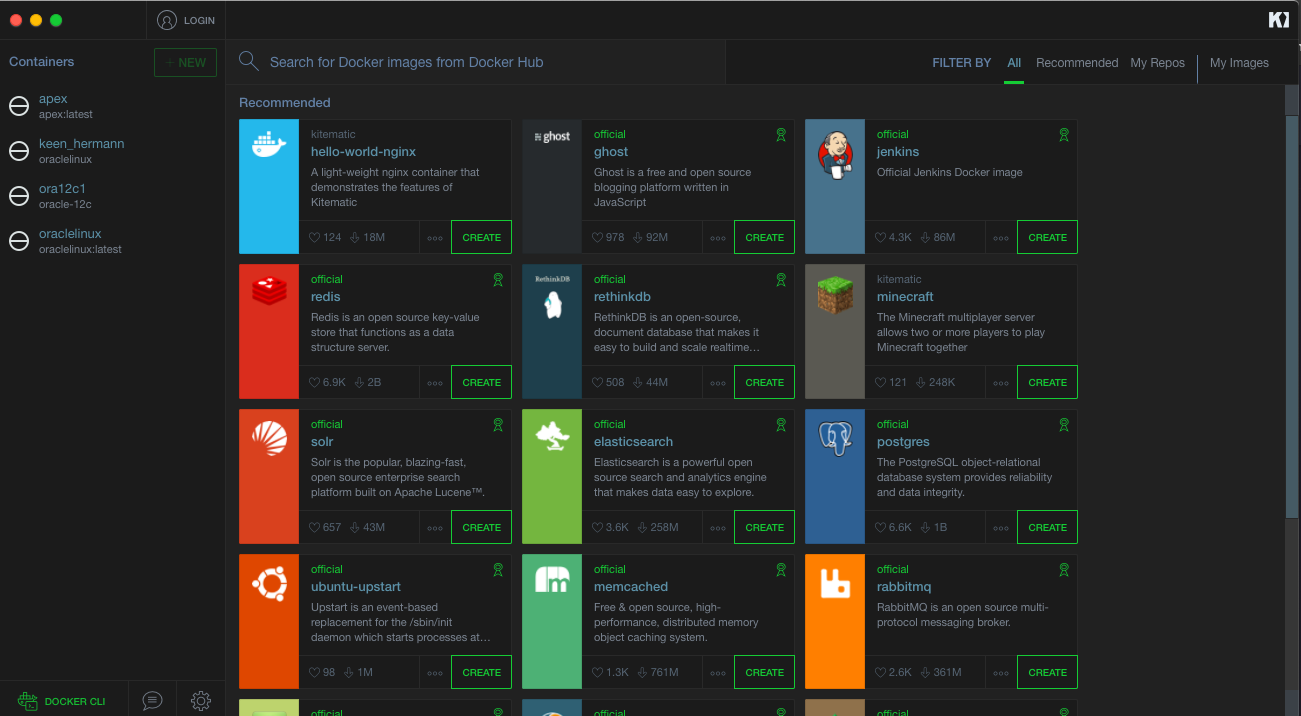 LOGIN
Containers
+ NEW
Search for Docker images from Docker Hub
FILTER BY All Recommended My Repos My Images
apex
apex:latest
keen_hermann
oraclelinux
ora12c1
oracle-12c
oraclelinux
oraclelinux:latest
DOCKER CLI
Recommended
kitematic
hello-world-nginx
A light-weight nginx container that
demonstrates the features of
Kitematic
124 18M
CREATE
ghost
official
ghost
Ghost is a free and open source
blogging platform written in
JavaScript
978 92M
CREATE
official
jenkins
Official Jenkins Docker image
4.3K 86M
CREATE
official
redis
Redis is an open source key-value
store that functions as a data
structure server.
6.9K 2B
CREATE
RethinkDB
official
rethinkdb
RethinkDB is an open-source,
document database that makes it
easy to build and scale realtime…
508 44M
CREATE
kitematic
minecraft
The Minecraft multiplayer server
allows two or more players to play
Minecraft together
121 248K
CREATE
official
solr
Solr is the popular, blazing-fast,
open source enterprise search
platform built on Apache Lucene™.
657 43M
CREATE
official
elasticsearch
Elasticsearch is a powerful open
source search and analytics engine
that makes data easy to explore.
3.6K 258M
CREATE
official
postgres
The PostgreSQL object-relational
database system provides reliability
and data integrity.
6.6K 1B
CREATE
official
ubuntu-upstart
Upstart is an event-based
replacement for the /sbin/init
daemon which starts processes at…
98 1M
CREATE
official
memcached
Free & open source, high-
performance, distributed memory
object caching system.
1.3K 761M
CREATE
official
rabbitmq
RabbitMQ is an open source multi-
protocol messaging broker.
2.6K 361M
CREATE
official
official
official